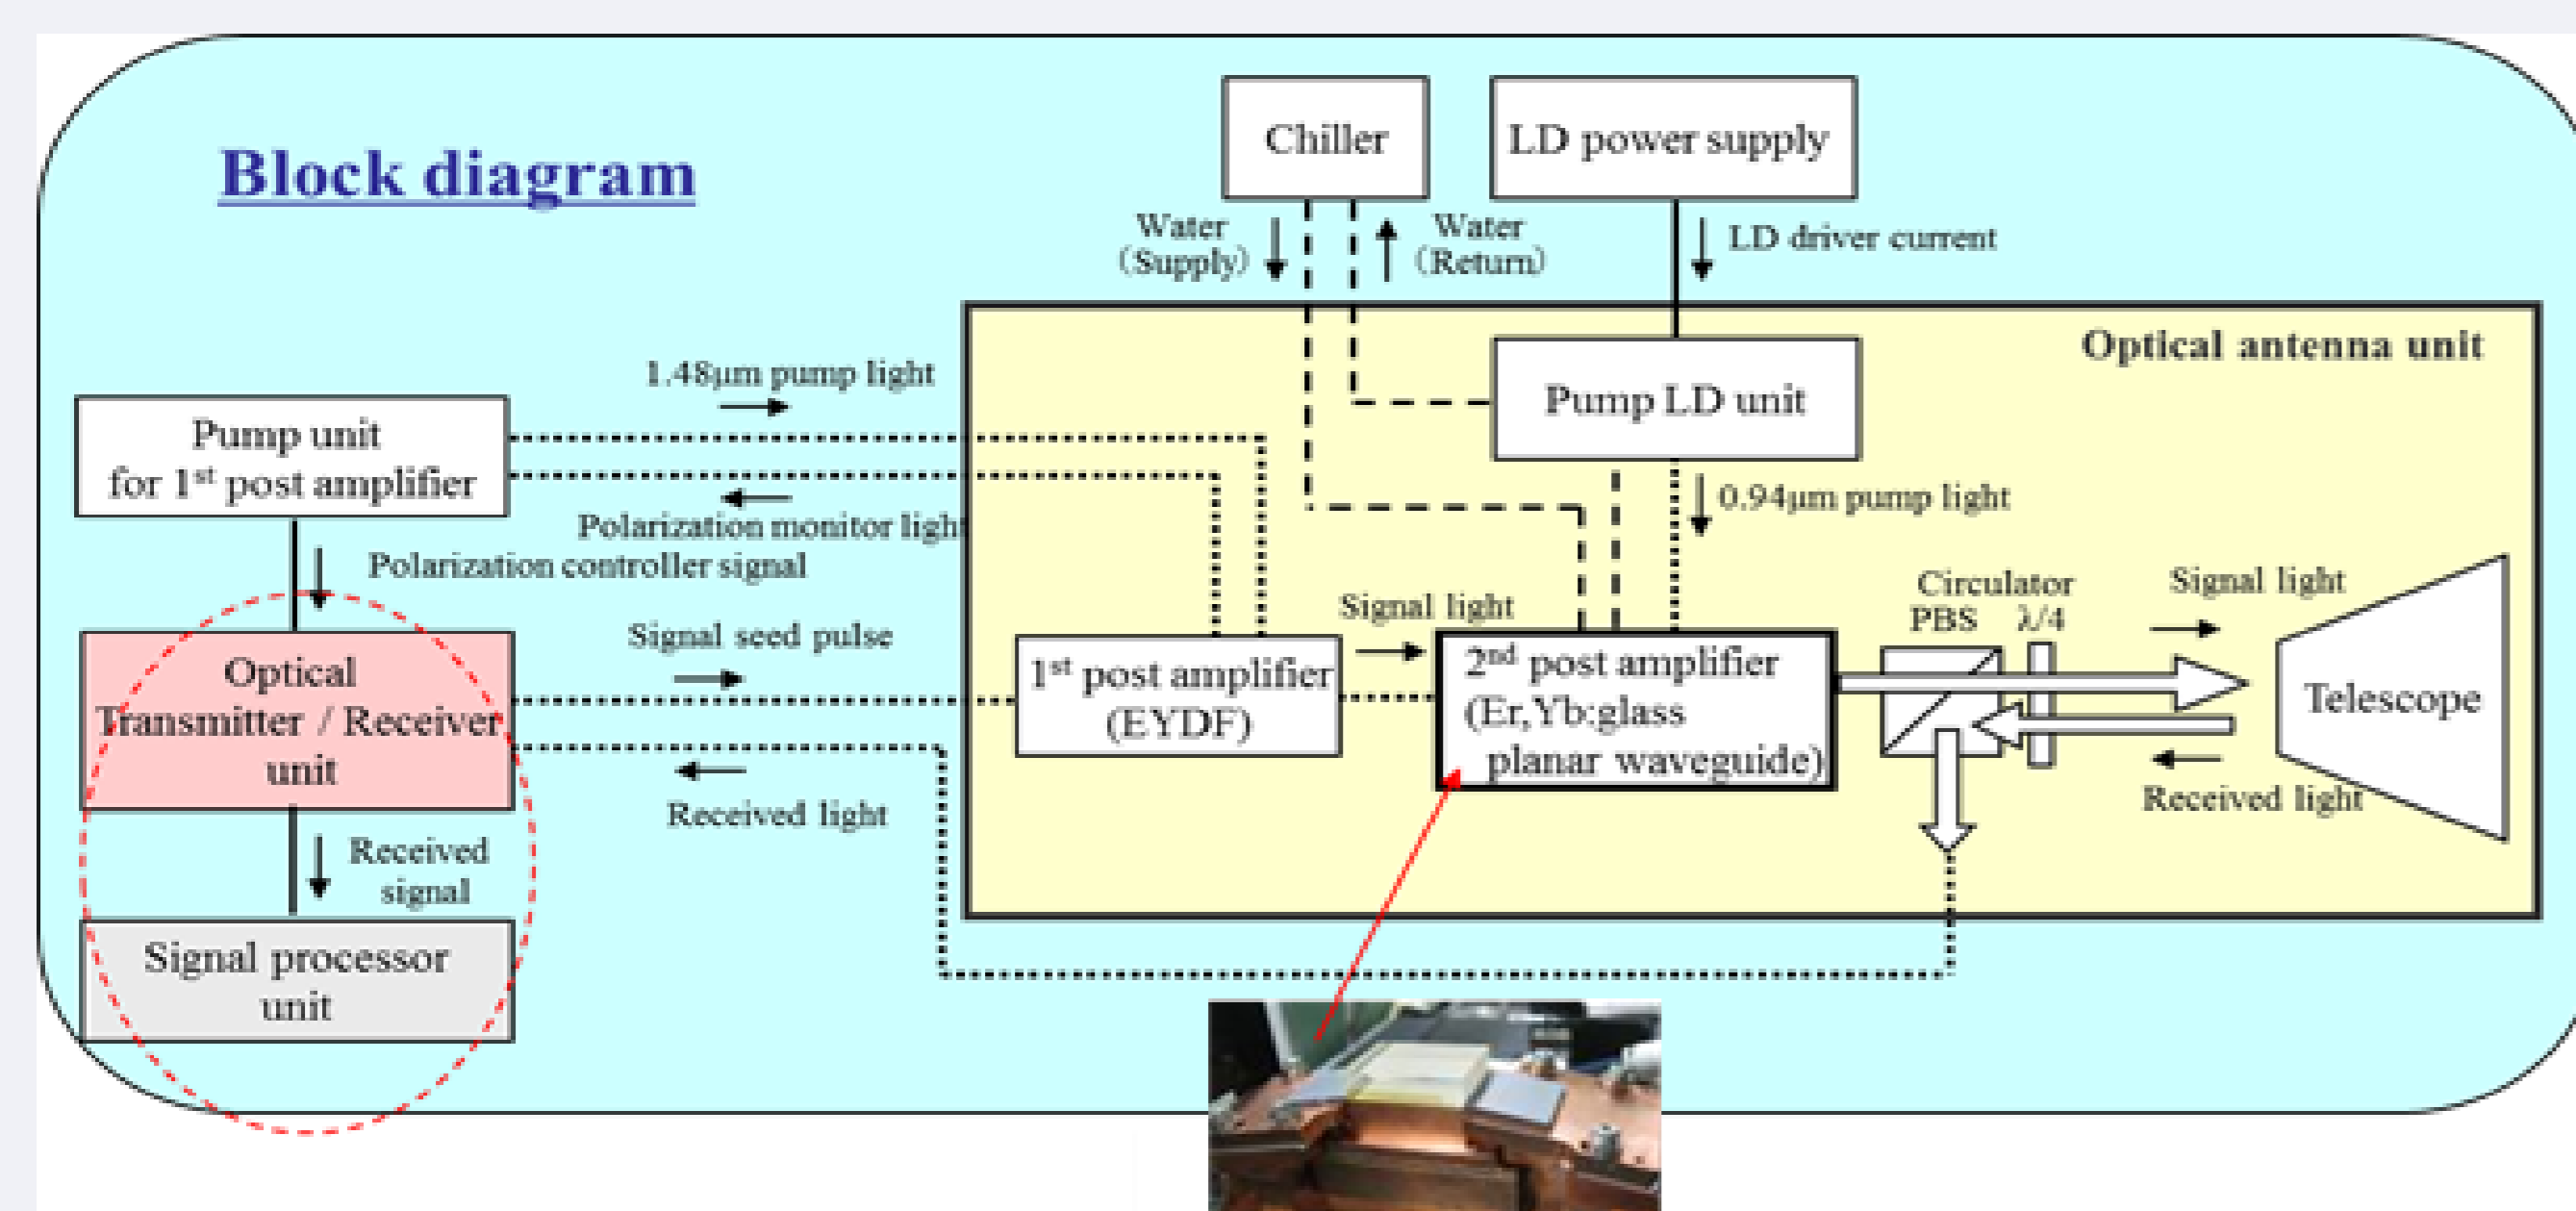 Block diagram
Chiller
LD power supply
Water
(Supply)
Water
(Return)
LD driver current
Optical antenna unit
1.48μm pump light
Pump unit
for 1st post amplifier
Pump LD unit
Polarization monitor light
0.94μm pump light
Polarization controller signal
Signal seed pulse
Signal light
Circulator
PBS λ/4
Signal light
Optical
Transmitter / Receiver
unit
1st post amplifier
(EYDF)
2nd post amplifier
(Er,Yb:glass
planar waveguide)
Telescope
Received light
Received light
Received
signal
Signal processor
unit